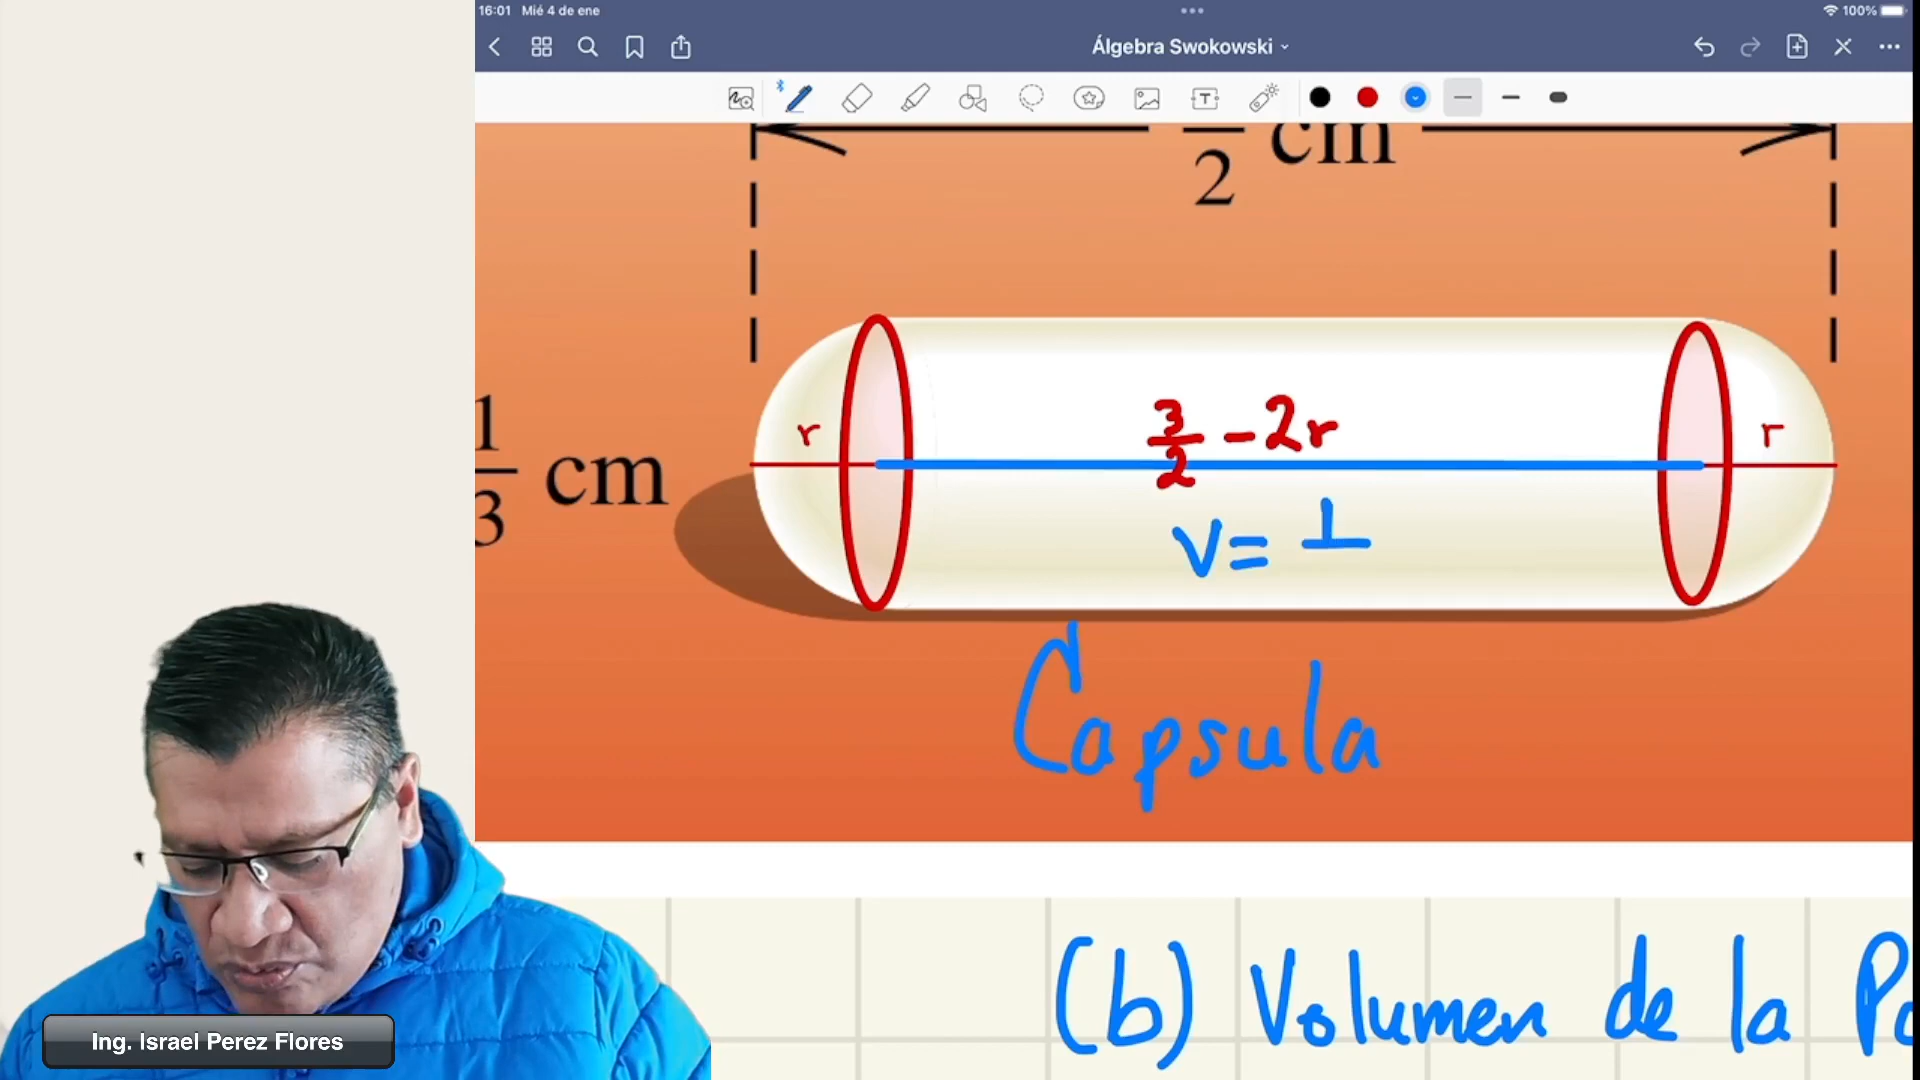 16:01 Mié 4 de ene
100%
Álgebra Swokowski
T
2 cm
r
3/2 - 2r
r
1/3 cm
V= 1
Capsula
(b) Volumen de la
Ing. Israel Perez Flores